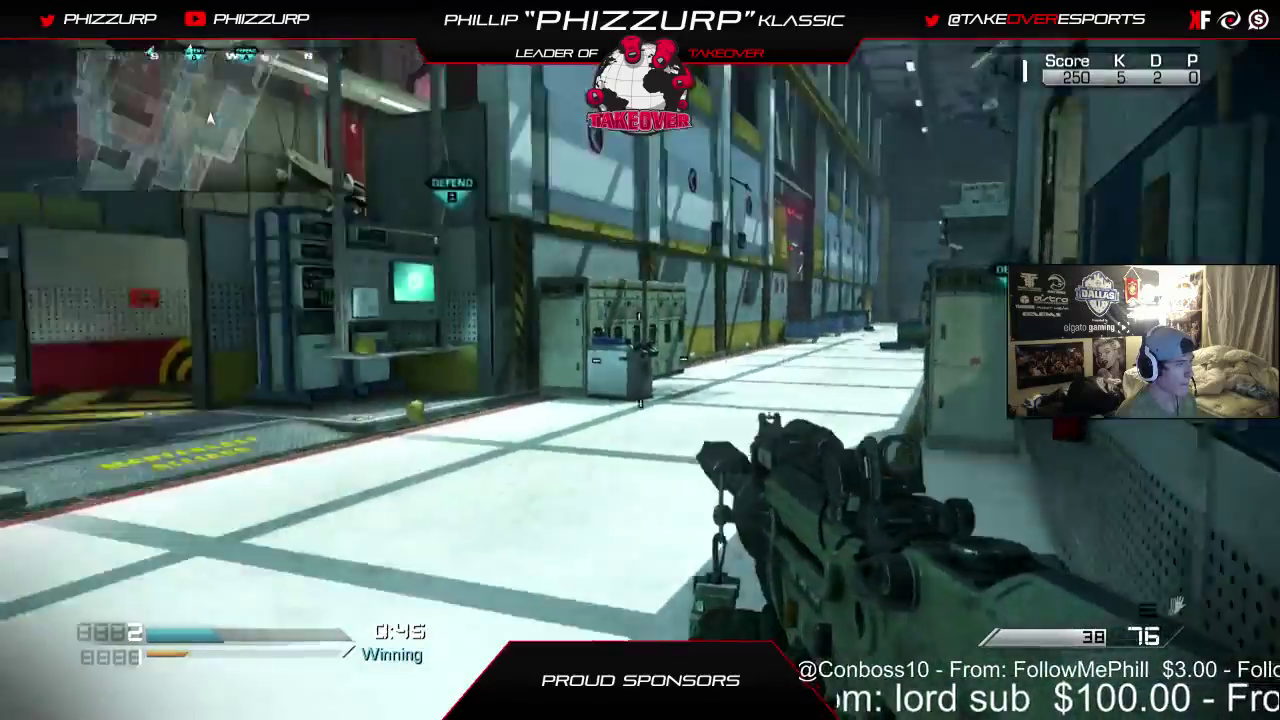 PHIZZURP
PHIIZZURP
PHILLIP "PHIZZURP" KLASSIC
@TAKEOVERESPORTS
LEADER OF
TAKEOVER
TAKEOVER
Score K D P
250 5 2 0
DEFEND
B
DALLAS
elgato gaming
astro
0:45
Winning
38 76
PROUD SPONSORS
@Conboss10 - From: FollowMePhill $3.00 - Follo
om: lord sub $100.00 - Fro